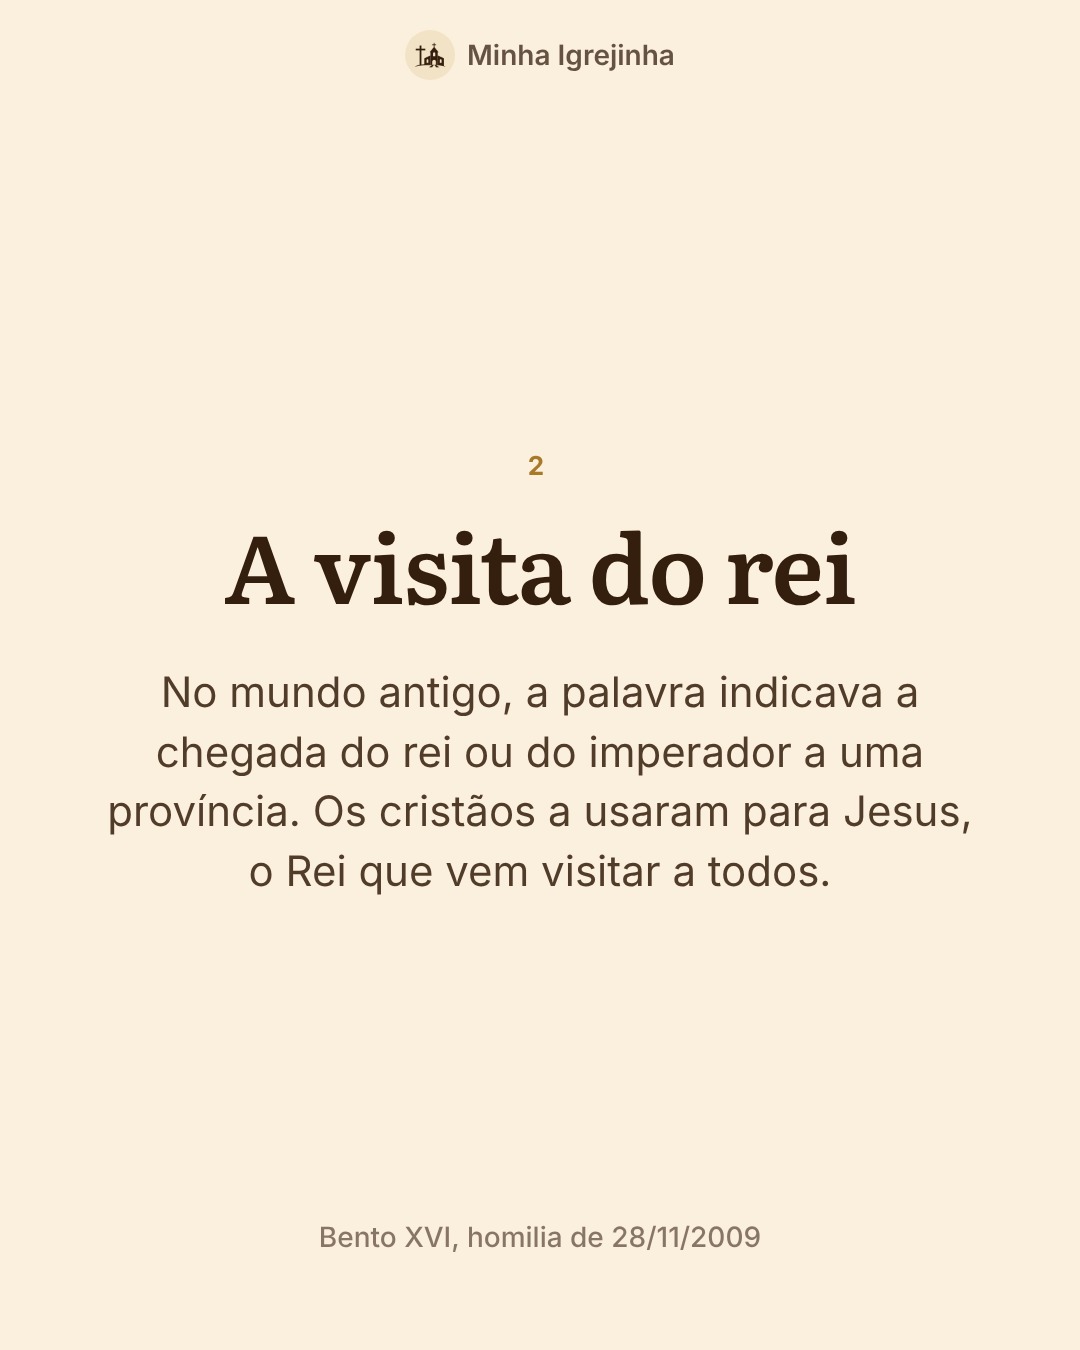 Minha Igrejinha
2
A visita do rei
No mundo antigo, a palavra indicava a
chegada do rei ou do imperador a uma
província. Os cristãos a usaram para Jesus,
o Rei que vem visitar a todos.
Bento XVI, homilia de 28/11/2009